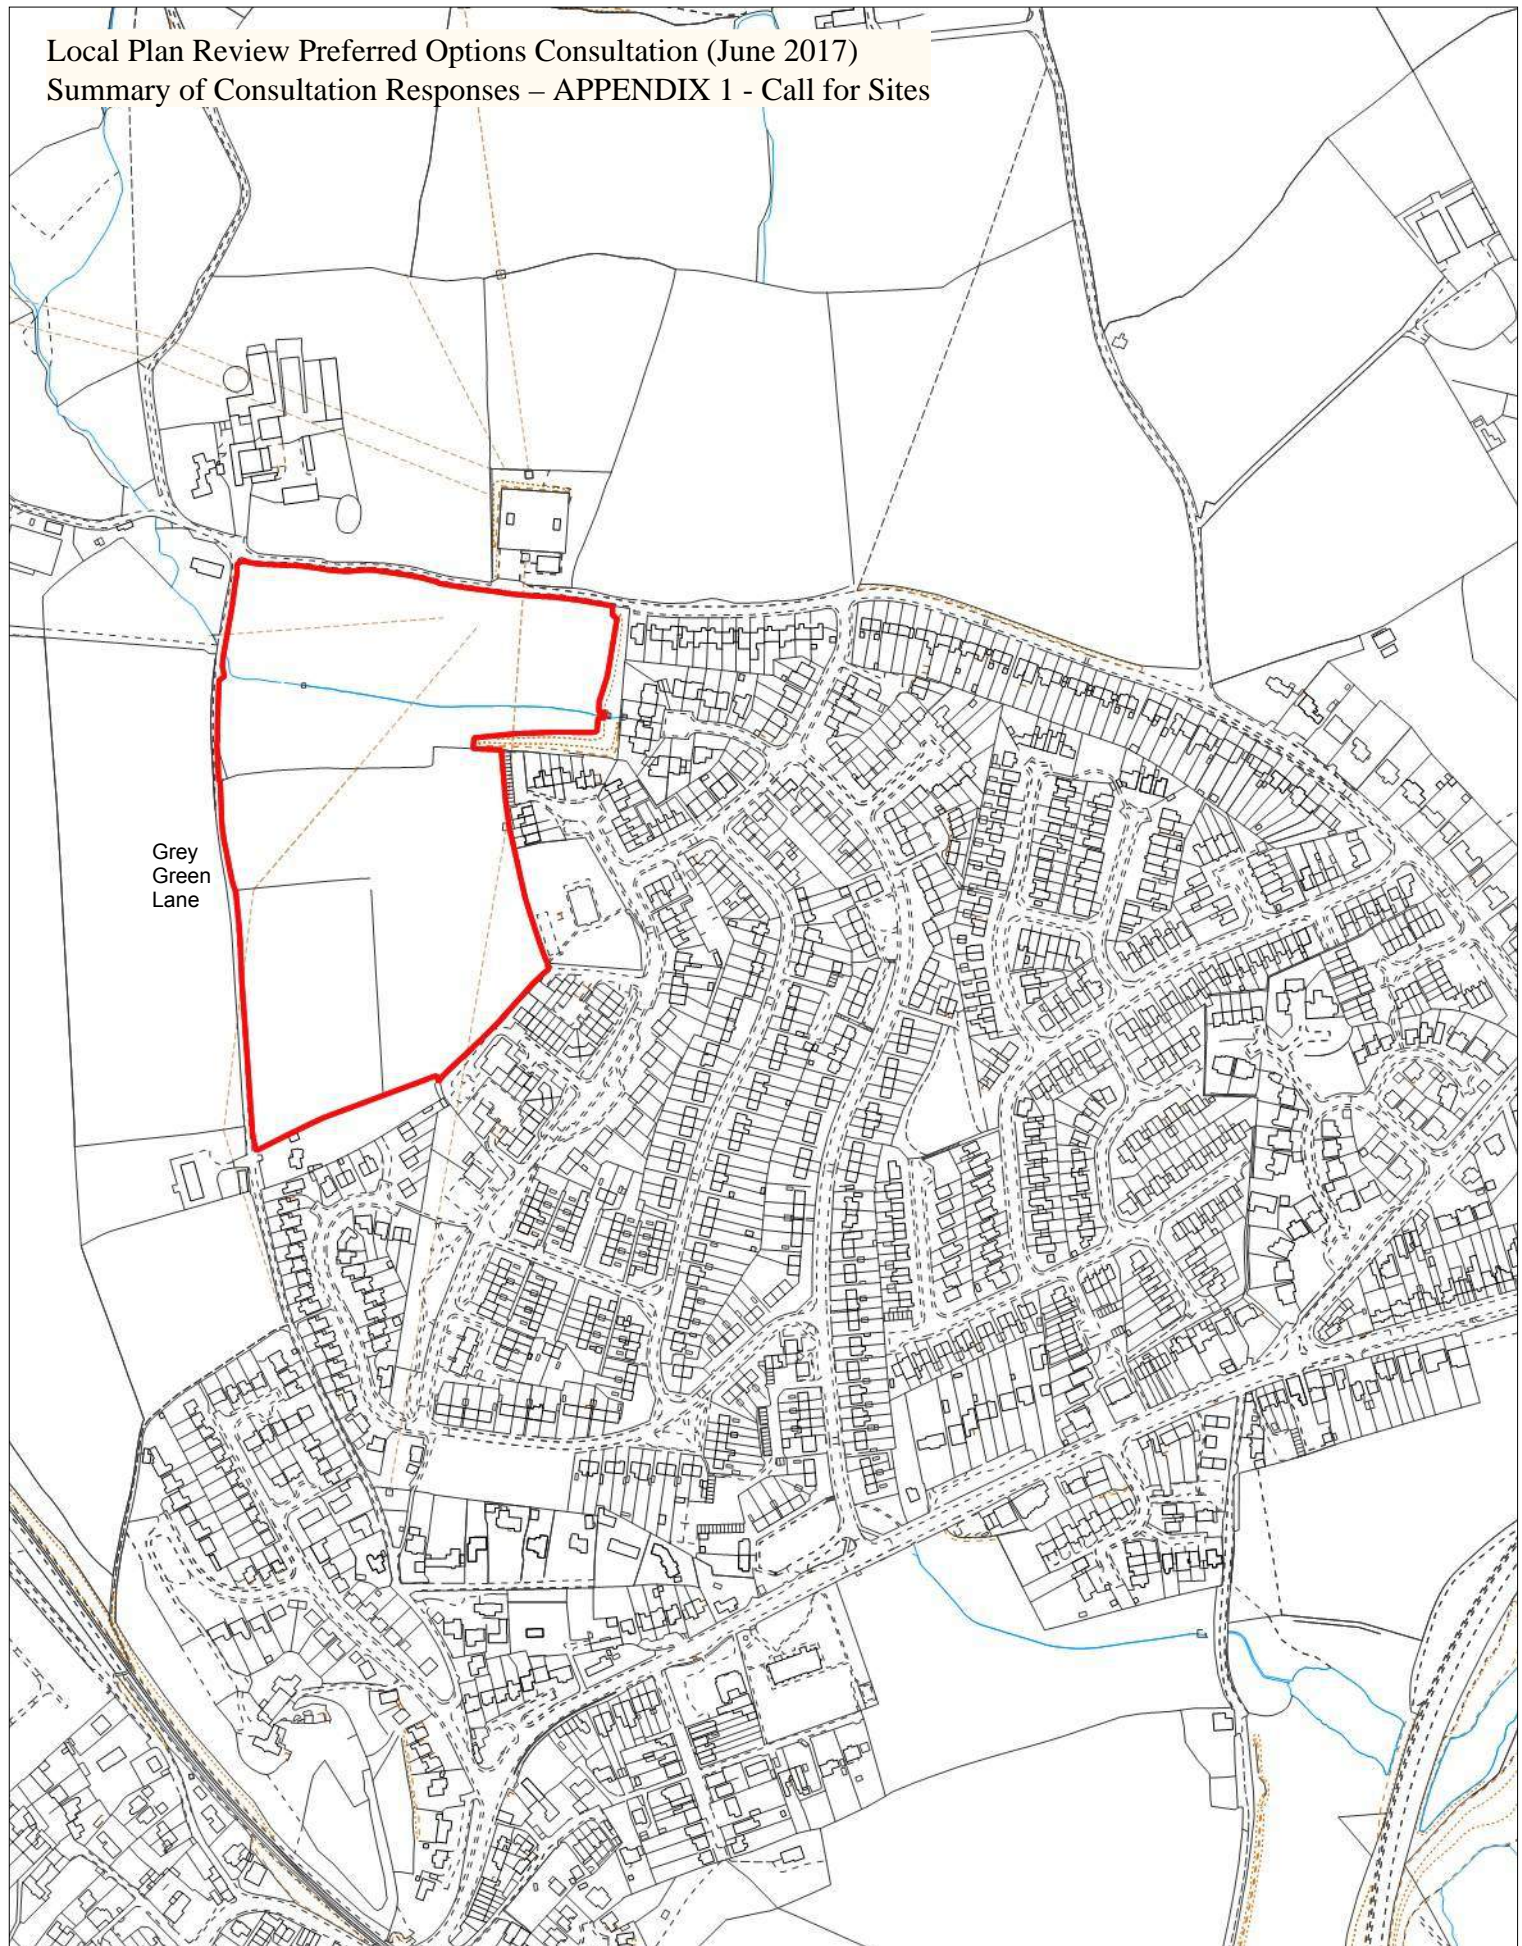 Local Plan Review Preferred Options Consultation (June 2017)
Summary of Consultation Responses – APPENDIX 1 - Call for Sites
Grey
Green
Lane